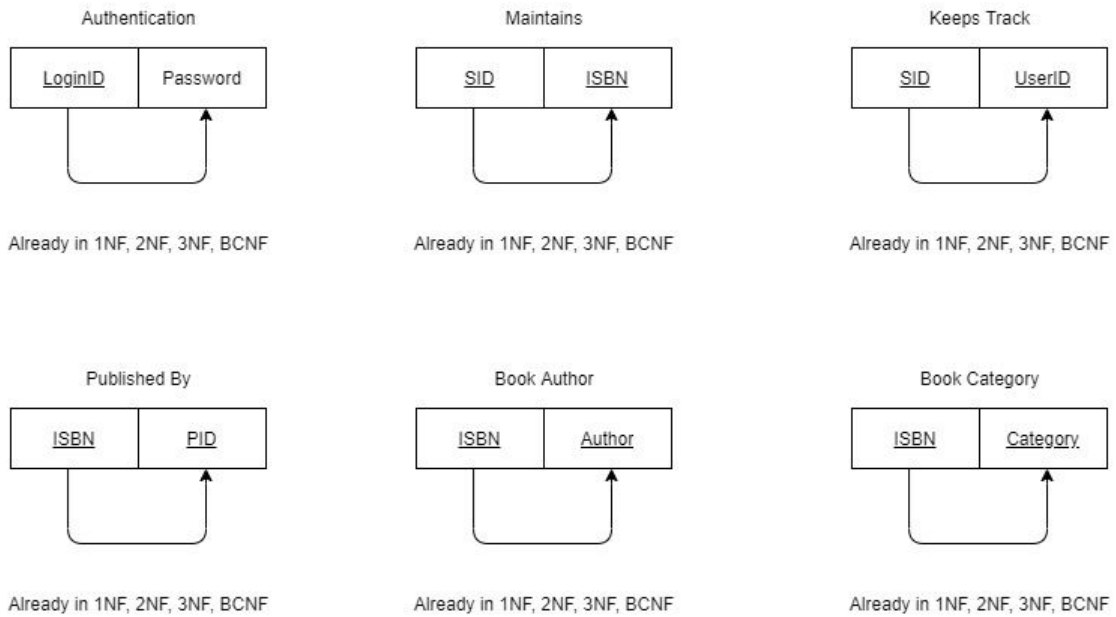 Authentication
Maintains
Keeps Track
LoginID
Password
SID
ISBN
SID
UserID
Already in 1NF, 2NF, 3NF, BCNF
Already in 1NF, 2NF, 3NF, BCNF
Already in 1NF, 2NF, 3NF, BCNF
Published By
Book Author
Book Category
ISBN
PID
ISBN
Author
ISBN
Category
Already in 1NF, 2NF, 3NF, BCNF
Already in 1NF, 2NF, 3NF, BCNF
Already in 1NF, 2NF, 3NF, BCNF